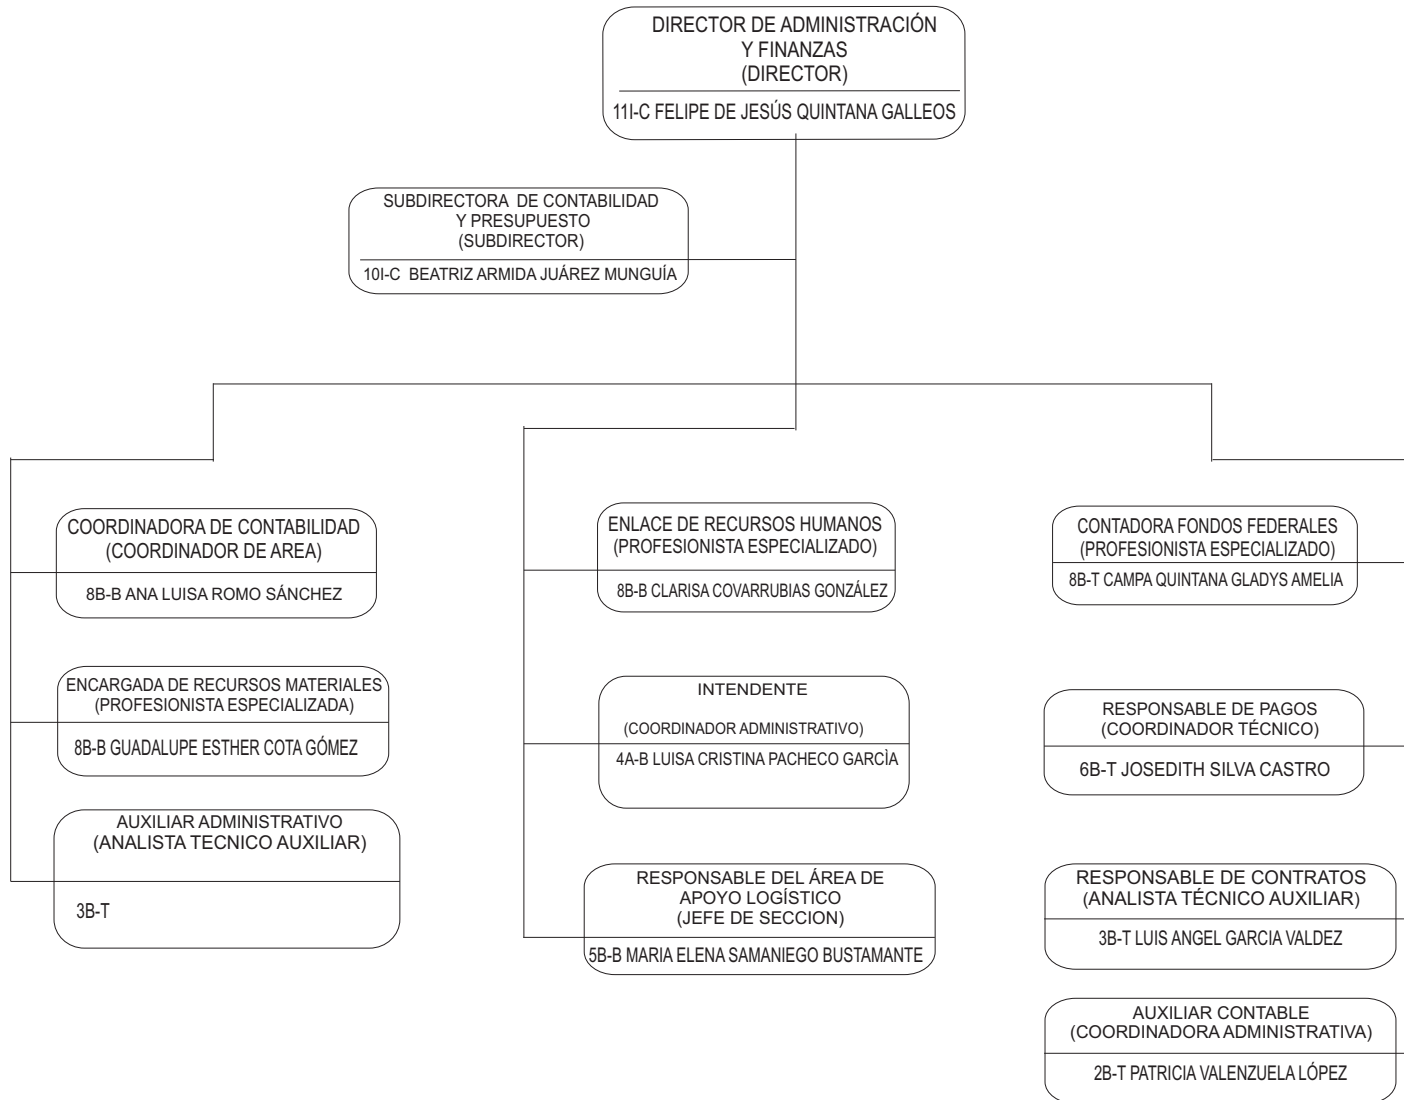 DIRECTOR DE ADMINISTRACIÓN
Y FINANZAS
(DIRECTOR)
11I-C FELIPE DE JESÚS QUINTANA GALLEOS
SUBDIRECTORA DE CONTABILIDAD
Y PRESUPUESTO
(SUBDIRECTOR)
10I-C BEATRIZ ARMIDA JUÁREZ MUNGUÍA
COORDINADORA DE CONTABILIDAD
(COORDINADOR DE AREA)
8B-B ANA LUISA ROMO SÁNCHEZ
ENCARGADA DE RECURSOS MATERIALES
(PROFESIONISTA ESPECIALIZADA)
8B-B GUADALUPE ESTHER COTA GÓMEZ
AUXILIAR ADMINISTRATIVO
(ANALISTA TECNICO AUXILIAR)
3B-T
ENLACE DE RECURSOS HUMANOS
(PROFESIONISTA ESPECIALIZADO)
8B-B CLARISA COVARRUBIAS GONZÁLEZ
INTENDENTE
(COORDINADOR ADMINISTRATIVO)
4A-B LUISA CRISTINA PACHECO GARCÌA
RESPONSABLE DEL ÁREA DE
APOYO LOGÍSTICO
(JEFE DE SECCION)
5B-B MARIA ELENA SAMANIEGO BUSTAMANTE
CONTADORA FONDOS FEDERALES
(PROFESIONISTA ESPECIALIZADO)
8B-T CAMPA QUINTANA GLADYS AMELIA
RESPONSABLE DE PAGOS
(COORDINADOR TÉCNICO)
6B-T JOSEDITH SILVA CASTRO
RESPONSABLE DE CONTRATOS
(ANALISTA TÉCNICO AUXILIAR)
3B-T LUIS ANGEL GARCIA VALDEZ
AUXILIAR CONTABLE
(COORDINADORA ADMINISTRATIVA)
2B-T PATRICIA VALENZUELA LÓPEZ